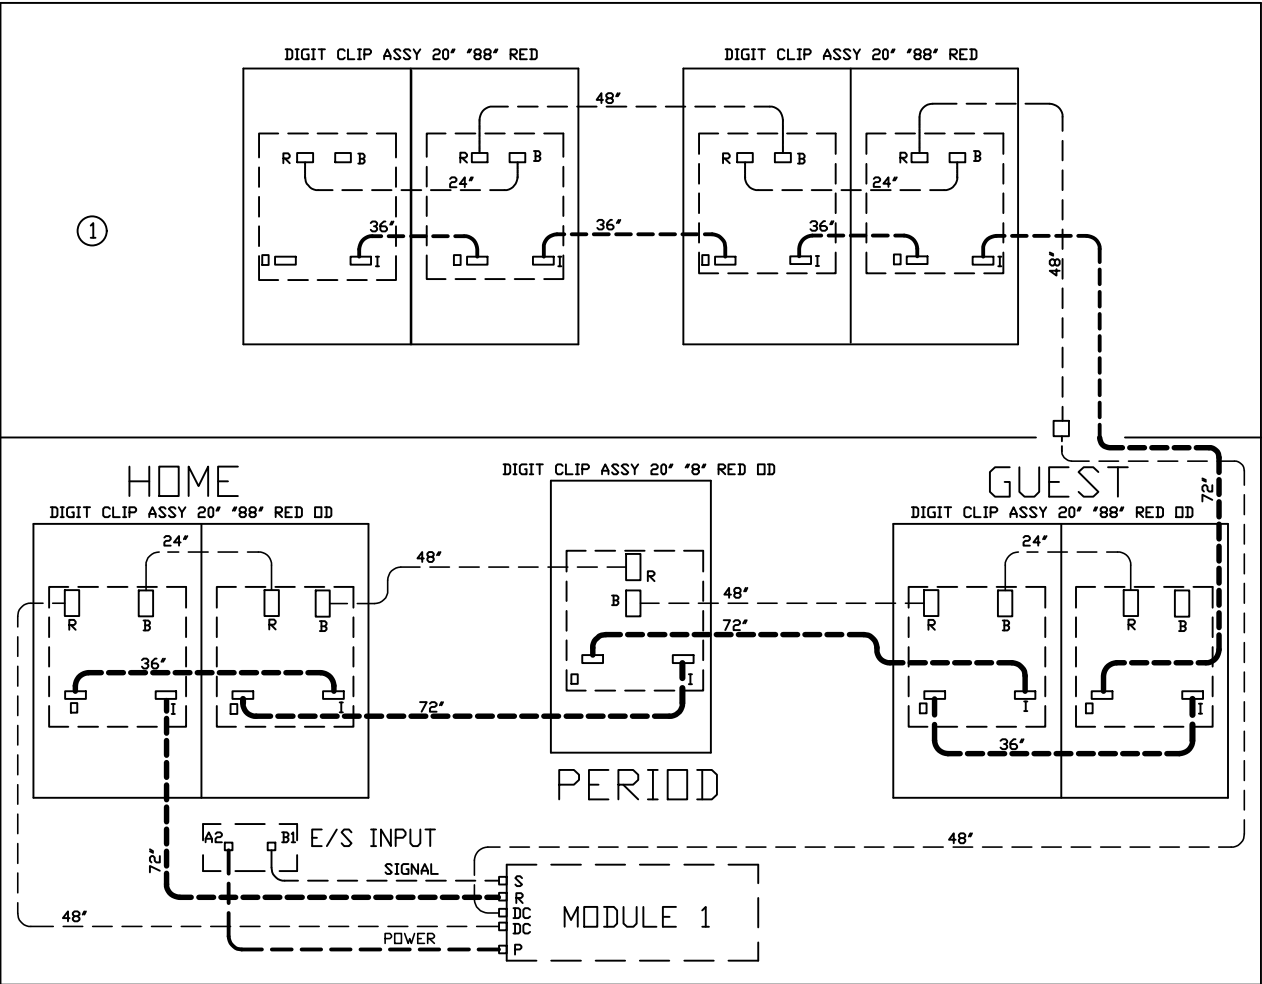 DIGIT CLIP ASSY 20" "88" RED
DIGIT CLIP ASSY 20" "88" RED
48"
R B
R B
R B
R B
24"
24"
1
36"
36"
36"
48"
O I
O I
O I
O I
HOME
GUEST
DIGIT CLIP ASSY 20" "8" RED OD
72"
DIGIT CLIP ASSY 20" "88" RED OD
DIGIT CLIP ASSY 20" "88" RED OD
24"
48"
24"
R
B
48"
R B
R B
R B
R B
72"
36"
O I
O I
O I
72"
O I
O I
36"
PERIOD
A2 B1
E/S INPUT
48"
72"
SIGNAL
S
R
DC
DC
P
MODULE 1
48"
POWER